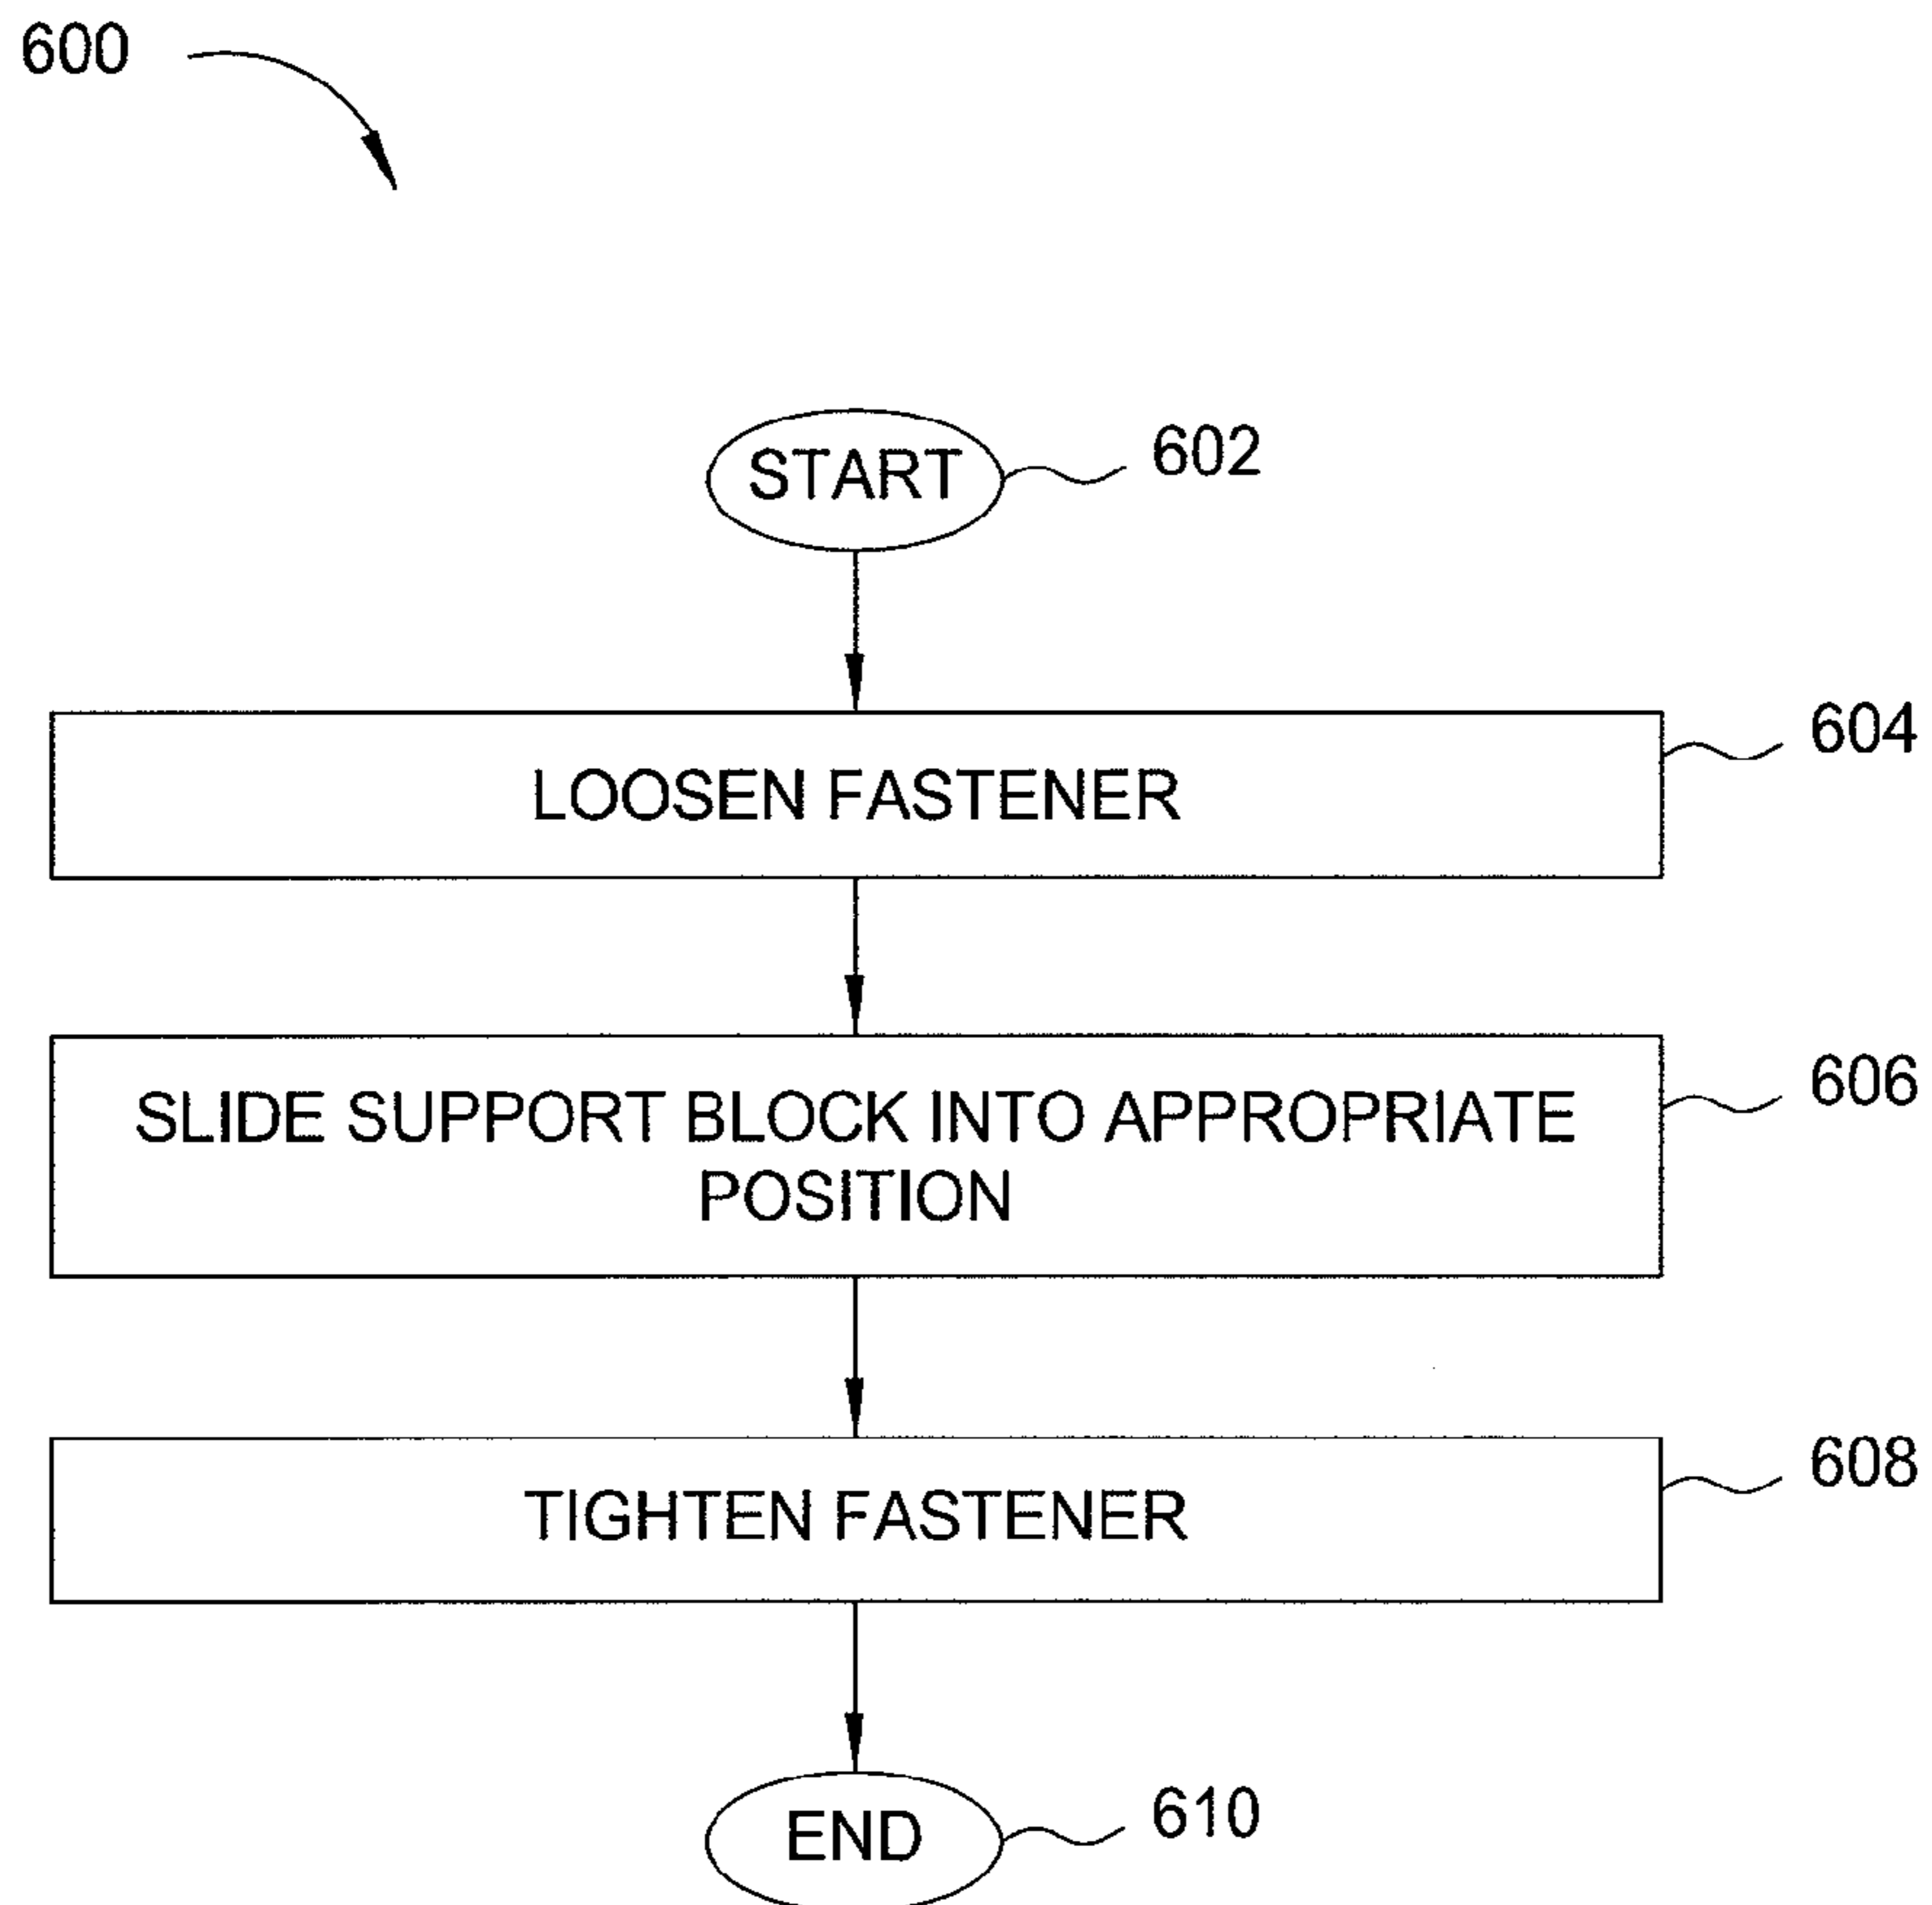 600
START
602
LOOSEN FASTENER
604
SLIDE SUPPORT BLOCK INTO APPROPRIATE
POSITION
606
TIGHTEN FASTENER
608
END
610